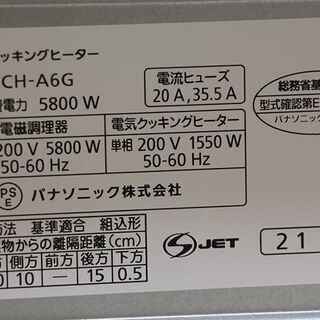 ッキングヒーター
CH-A6G
費電力 5800 W
電流ヒューズ
20 A,35.5 A
総務省基
型式確認第E
パナソニッ
電磁調理器
200 V 5800 W
50-60 Hz
電気クッキングヒーター
単相 200 V 1550 W
50-60 Hz
PS
E
パナソニック株式会社
方法 基準適合 組込形
物からの離隔距離(cm)
方 側方 前方 後方 下方
0 10 ― 15 0.5
S JET
21